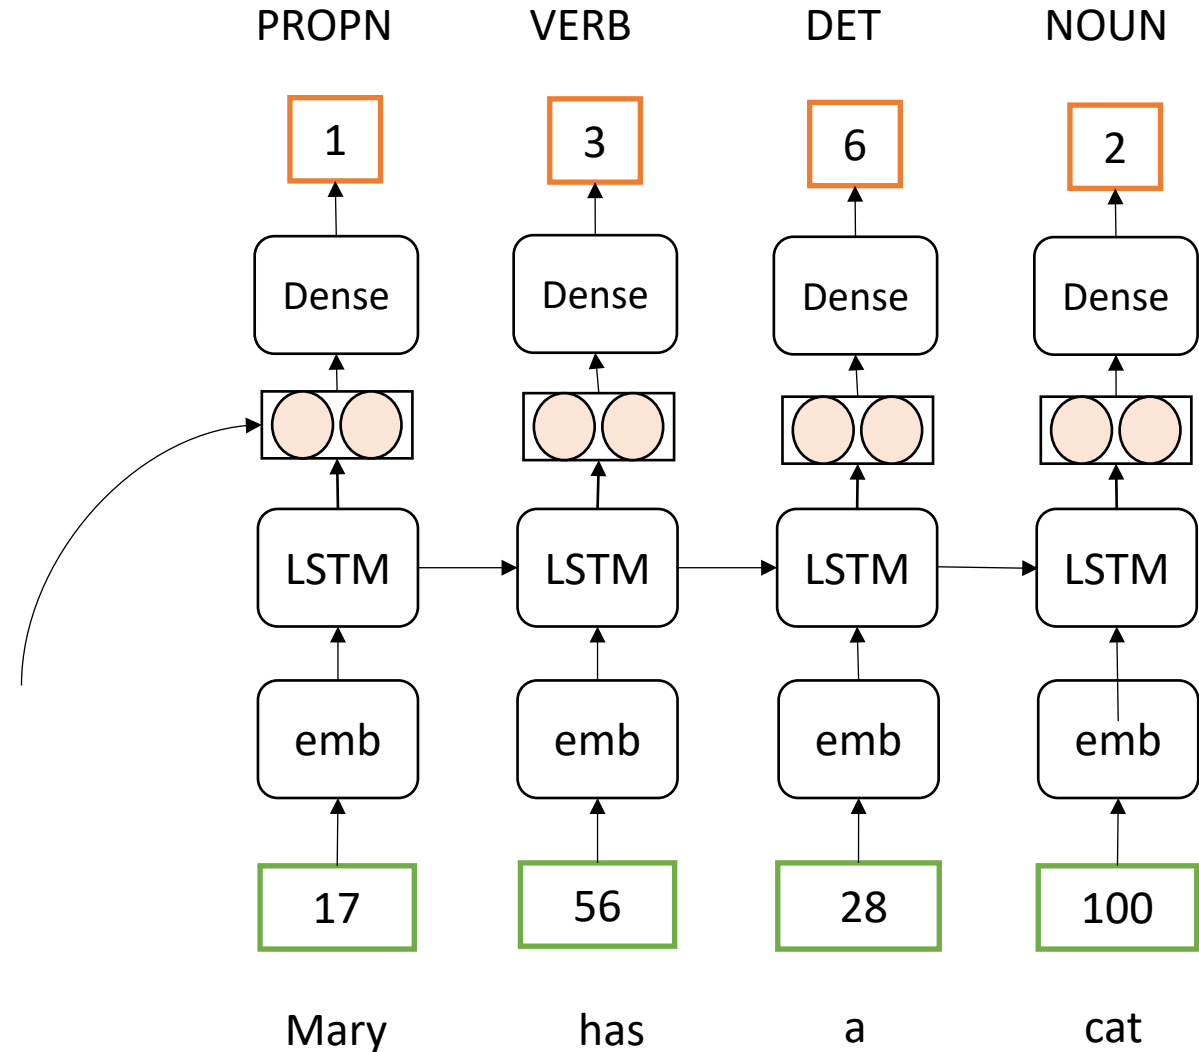 PROPN VERB DET NOUN
1 3 6 2
Dense Dense Dense Dense
LSTM LSTM LSTM LSTM
emb emb emb emb
17 56 28 100
Mary has a cat